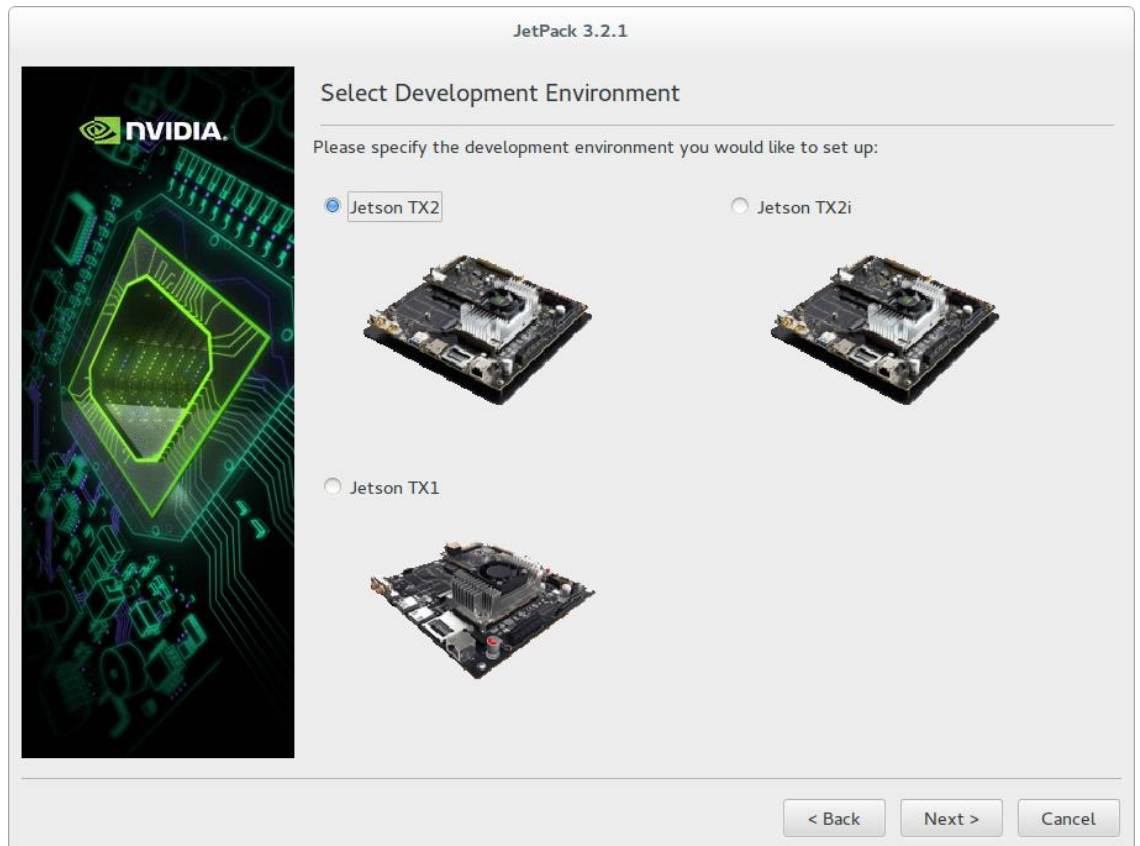 JetPack 3.2.1
NVIDIA.
Select Development Environment
Please specify the development environment you would like to set up:
Jetson TX2
Jetson TX2i
Jetson TX1
< Back
Next >
Cancel